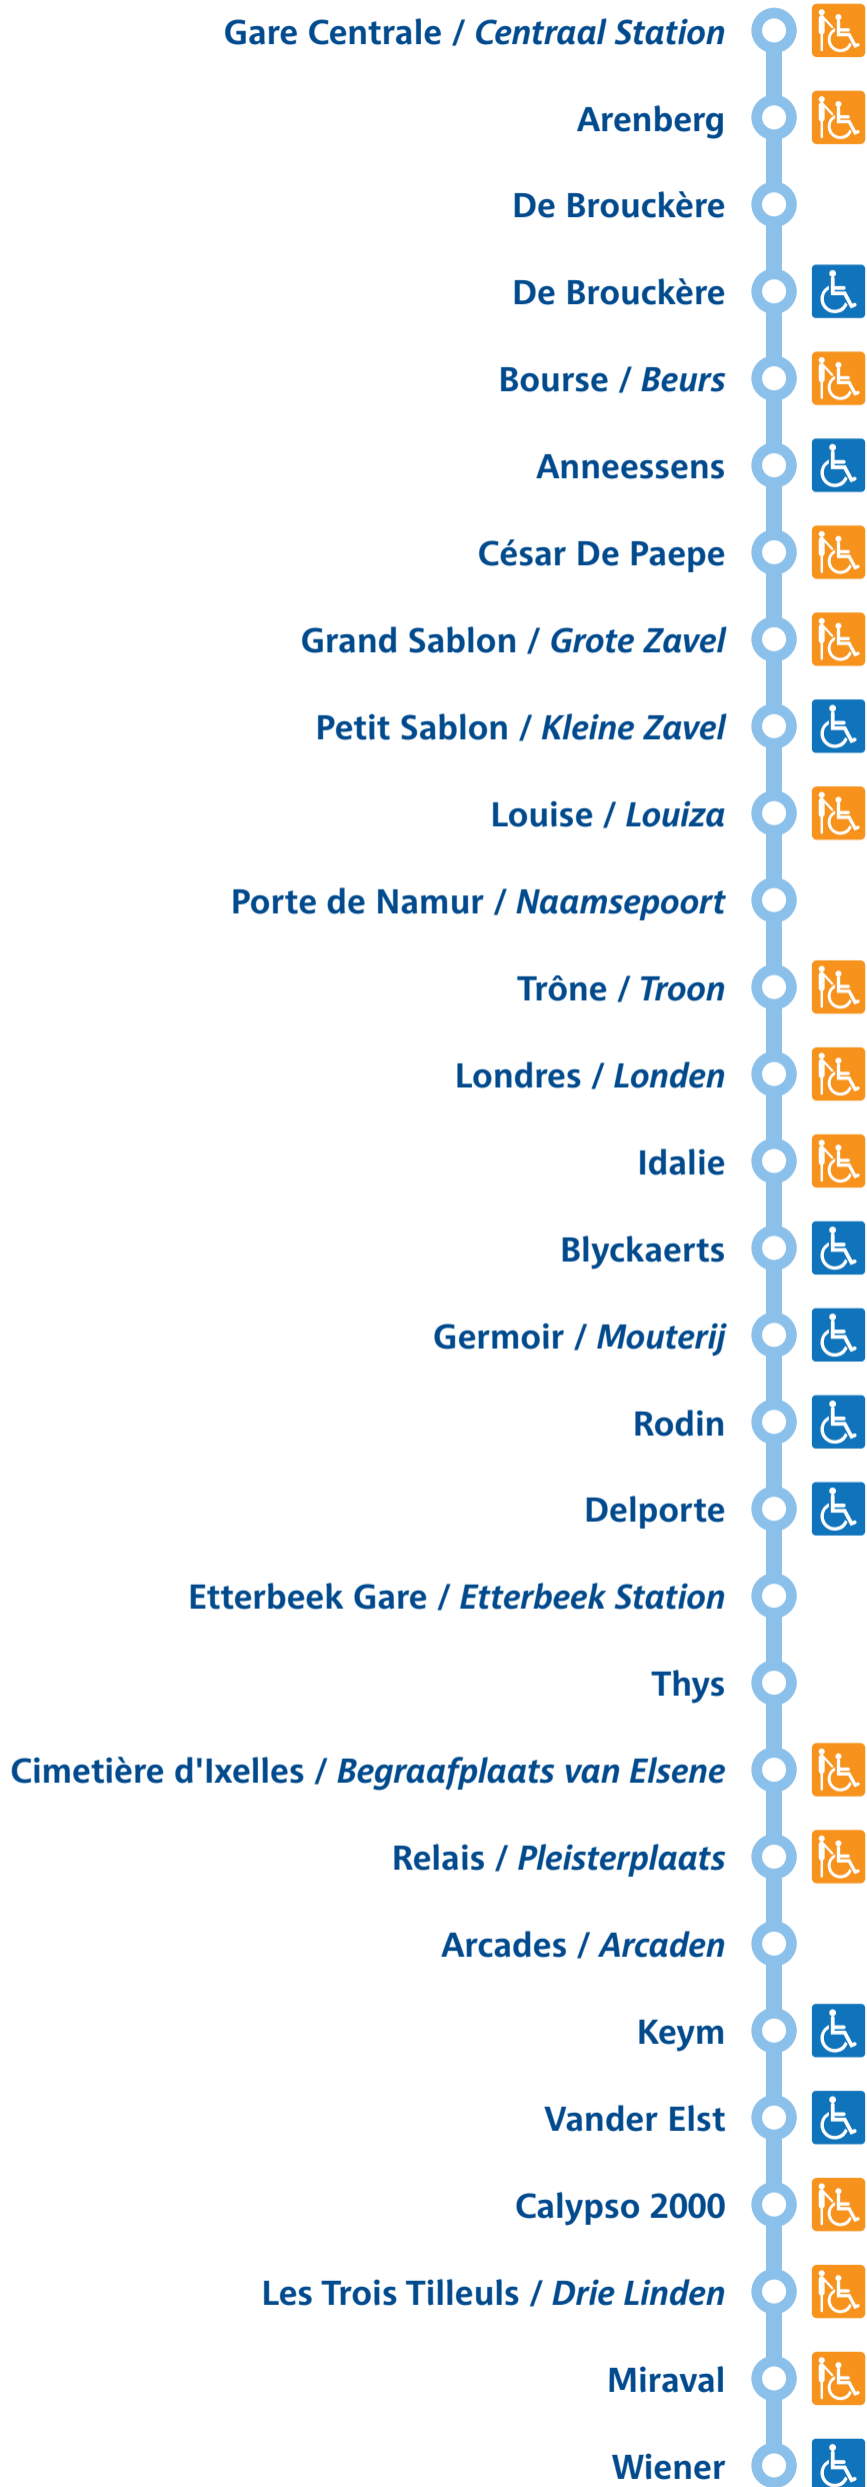 Gare Centrale / Centraal Station
Arenberg
De Brouckère
De Brouckère
Bourse / Beurs
Anneessens
César De Paepe
Grand Sablon / Grote Zavel
Petit Sablon / Kleine Zavel
Louise / Louiza
Porte de Namur / Naamsepoort
Trône / Troon
Londres / Londen
Idalie
Blyckaerts
Germoir / Mouterij
Rodin
Delporte
Etterbeek Gare / Etterbeek Station
Thys
Cimetière d'Ixelles / Begraafplaats van Elsene
Relais / Pleisterplaats
Arcades / Arcaden
Keym
Vander Elst
Calypso 2000
Les Trois Tilleuls / Drie Linden
Miraval
Wiener